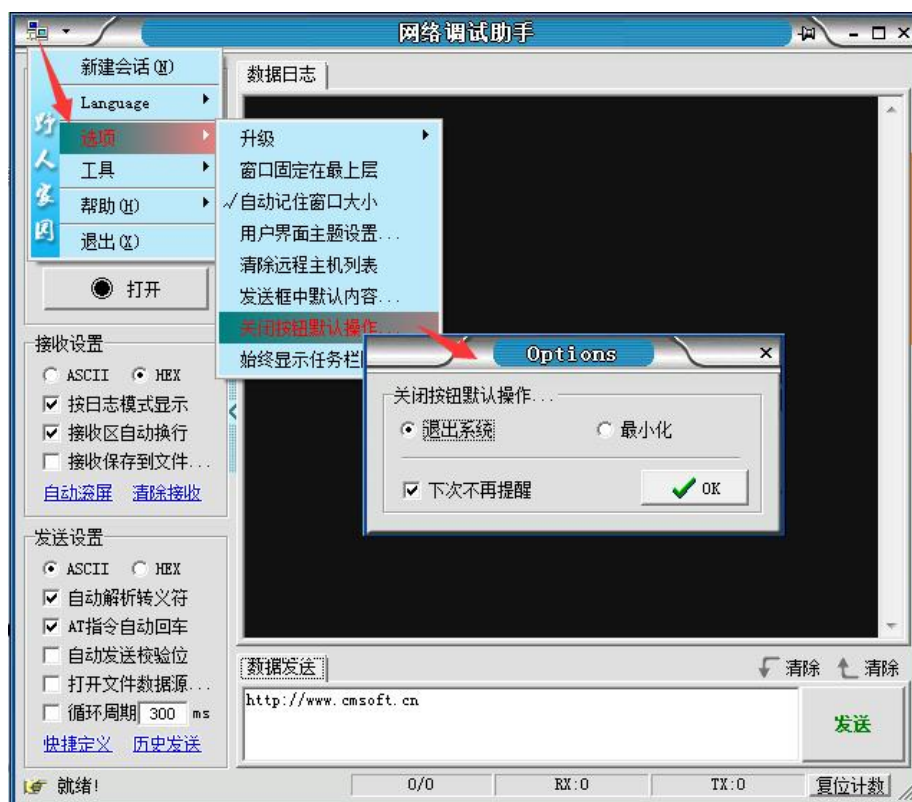 网络调试助手
新建会话(N)
Language
选项
工具
帮助(H)
退出(X)
野人家园
数据日志
升级
窗口固定在最上层
自动记住窗口大小
用户界面主题设置...
清除远程主机列表
发送框中默认内容...
关闭按钮默认操作...
始终显示任务栏
打开
Options
关闭按钮默认操作...
退出系统 最小化
下次不再提醒 OK
接收设置
ASCII HEX
按日志模式显示
接收区自动换行
接收保存到文件...
自动滚屏 清除接收
发送设置
ASCII HEX
自动解析转义符
AT指令自动回车
自动发送校验位
打开文件数据源...
循环周期 300 ms
快捷定义 历史发送
数据发送 清除 清除
http://www.cmsoft.cn
发送
就绪! 0/0 RX:0 TX:0 复位计数